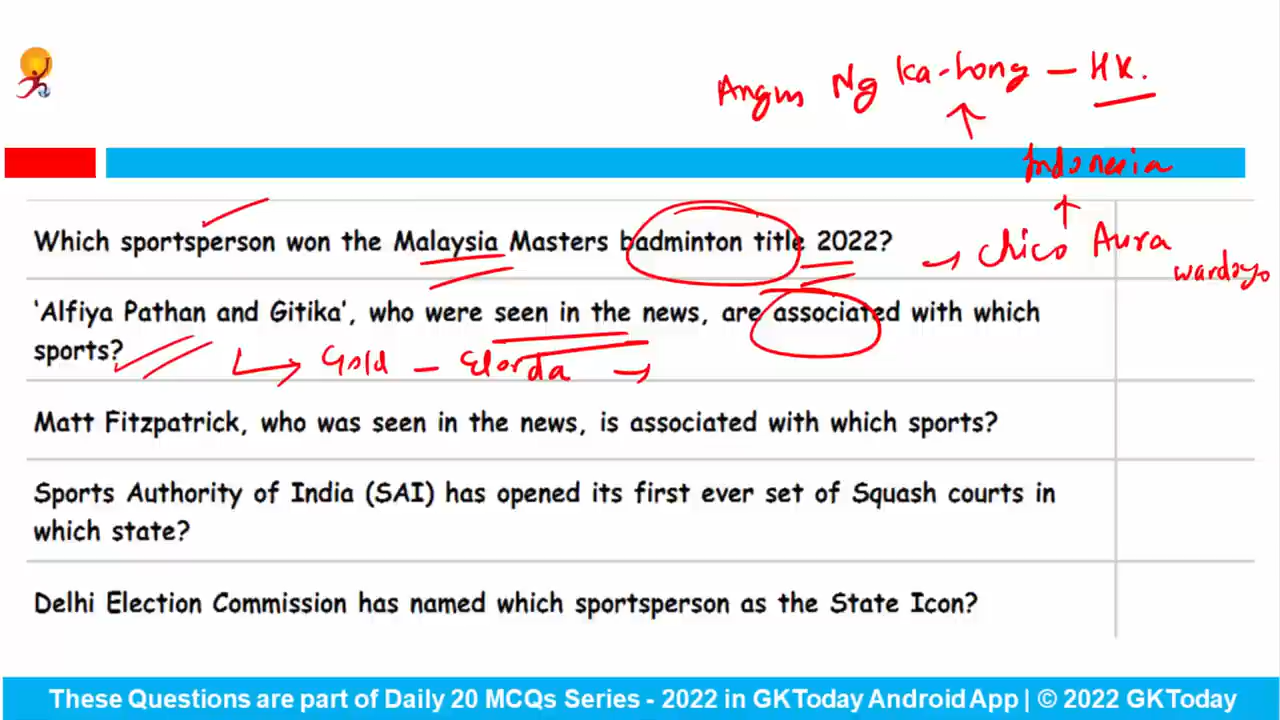 Angus Ng Ka-Long - HK.
Indonesia
Which sportsperson won the Malaysia Masters badminton title 2022?
→ Chico Aura
wardoyo
'Alfiya Pathan and Gitika', who were seen in the news, are associated with which
sports?
Gold - Elorda →
Matt Fitzpatrick, who was seen in the news, is associated with which sports?
Sports Authority of India (SAI) has opened its first ever set of Squash courts in
which state?
Delhi Election Commission has named which sportsperson as the State Icon?
These Questions are part of Daily 20 MCQs Series - 2022 in GKToday Android App | © 2022 GKToday